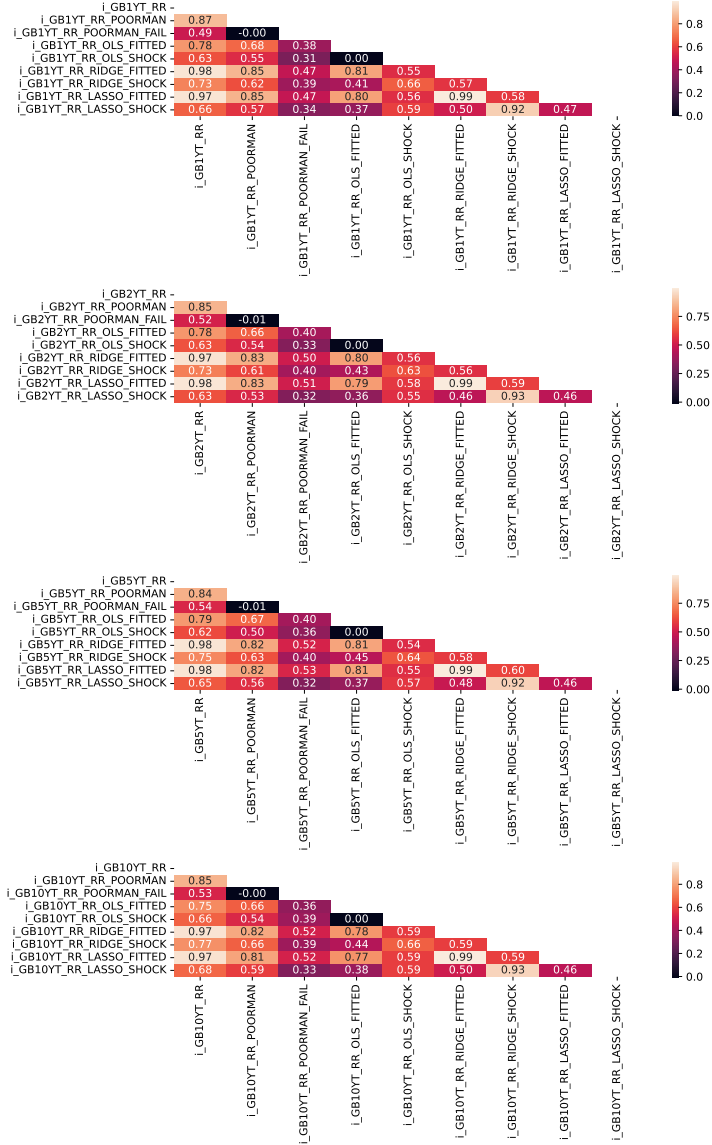 i_GB1YT_RR
i_GB1YT_RR_POORMAN 0.87
i_GB1YT_RR_POORMAN_FAIL 0.49 -0.00
i_GB1YT_RR_OLS_FITTED 0.78 0.68 0.38
i_GB1YT_RR_OLS_SHOCK 0.63 0.55 0.31 0.00
i_GB1YT_RR_RIDGE_FITTED 0.98 0.85 0.47 0.81 0.55
i_GB1YT_RR_RIDGE_SHOCK 0.73 0.62 0.39 0.41 0.66 0.57
i_GB1YT_RR_LASSO_FITTED 0.97 0.85 0.47 0.80 0.56 0.99 0.58
i_GB1YT_RR_LASSO_SHOCK 0.66 0.57 0.34 0.37 0.59 0.50 0.92 0.47
i_GB1YT_RR
i_GB1YT_RR_POORMAN
i_GB1YT_RR_POORMAN_FAIL
i_GB1YT_RR_OLS_FITTED
i_GB1YT_RR_OLS_SHOCK
i_GB1YT_RR_RIDGE_FITTED
i_GB1YT_RR_RIDGE_SHOCK
i_GB1YT_RR_LASSO_FITTED
i_GB1YT_RR_LASSO_SHOCK
0.8
0.6
0.4
0.2
0.0
i_GB2YT_RR
i_GB2YT_RR_POORMAN 0.85
i_GB2YT_RR_POORMAN_FAIL 0.52 -0.01
i_GB2YT_RR_OLS_FITTED 0.78 0.66 0.40
i_GB2YT_RR_OLS_SHOCK 0.63 0.54 0.33 0.00
i_GB2YT_RR_RIDGE_FITTED 0.97 0.83 0.50 0.80 0.56
i_GB2YT_RR_RIDGE_SHOCK 0.73 0.61 0.40 0.43 0.63 0.56
i_GB2YT_RR_LASSO_FITTED 0.98 0.83 0.51 0.79 0.58 0.99 0.59
i_GB2YT_RR_LASSO_SHOCK 0.63 0.53 0.32 0.36 0.55 0.46 0.93 0.46
i_GB2YT_RR
i_GB2YT_RR_POORMAN
i_GB2YT_RR_POORMAN_FAIL
i_GB2YT_RR_OLS_FITTED
i_GB2YT_RR_OLS_SHOCK
i_GB2YT_RR_RIDGE_FITTED
i_GB2YT_RR_RIDGE_SHOCK
i_GB2YT_RR_LASSO_FITTED
i_GB2YT_RR_LASSO_SHOCK
0.75
0.50
0.25
0.00
i_GB5YT_RR
i_GB5YT_RR_POORMAN 0.84
i_GB5YT_RR_POORMAN_FAIL 0.54 -0.01
i_GB5YT_RR_OLS_FITTED 0.79 0.67 0.40
i_GB5YT_RR_OLS_SHOCK 0.62 0.50 0.36 0.00
i_GB5YT_RR_RIDGE_FITTED 0.98 0.82 0.52 0.81 0.54
i_GB5YT_RR_RIDGE_SHOCK 0.75 0.63 0.40 0.45 0.64 0.58
i_GB5YT_RR_LASSO_FITTED 0.98 0.82 0.53 0.81 0.55 0.99 0.60
i_GB5YT_RR_LASSO_SHOCK 0.65 0.56 0.32 0.37 0.57 0.48 0.92 0.46
i_GB5YT_RR
i_GB5YT_RR_POORMAN
i_GB5YT_RR_POORMAN_FAIL
i_GB5YT_RR_OLS_FITTED
i_GB5YT_RR_OLS_SHOCK
i_GB5YT_RR_RIDGE_FITTED
i_GB5YT_RR_RIDGE_SHOCK
i_GB5YT_RR_LASSO_FITTED
i_GB5YT_RR_LASSO_SHOCK
0.75
0.50
0.25
0.00
i_GB10YT_RR
i_GB10YT_RR_POORMAN 0.85
i_GB10YT_RR_POORMAN_FAIL 0.53 -0.00
i_GB10YT_RR_OLS_FITTED 0.75 0.66 0.36
i_GB10YT_RR_OLS_SHOCK 0.66 0.54 0.39 0.00
i_GB10YT_RR_RIDGE_FITTED 0.97 0.82 0.52 0.78 0.59
i_GB10YT_RR_RIDGE_SHOCK 0.77 0.66 0.39 0.44 0.66 0.59
i_GB10YT_RR_LASSO_FITTED 0.97 0.81 0.52 0.77 0.59 0.99 0.59
i_GB10YT_RR_LASSO_SHOCK 0.68 0.59 0.33 0.38 0.59 0.50 0.93 0.46
i_GB10YT_RR
i_GB10YT_RR_POORMAN
i_GB10YT_RR_POORMAN_FAIL
i_GB10YT_RR_OLS_FITTED
i_GB10YT_RR_OLS_SHOCK
i_GB10YT_RR_RIDGE_FITTED
i_GB10YT_RR_RIDGE_SHOCK
i_GB10YT_RR_LASSO_FITTED
i_GB10YT_RR_LASSO_SHOCK
0.8
0.6
0.4
0.2
0.0